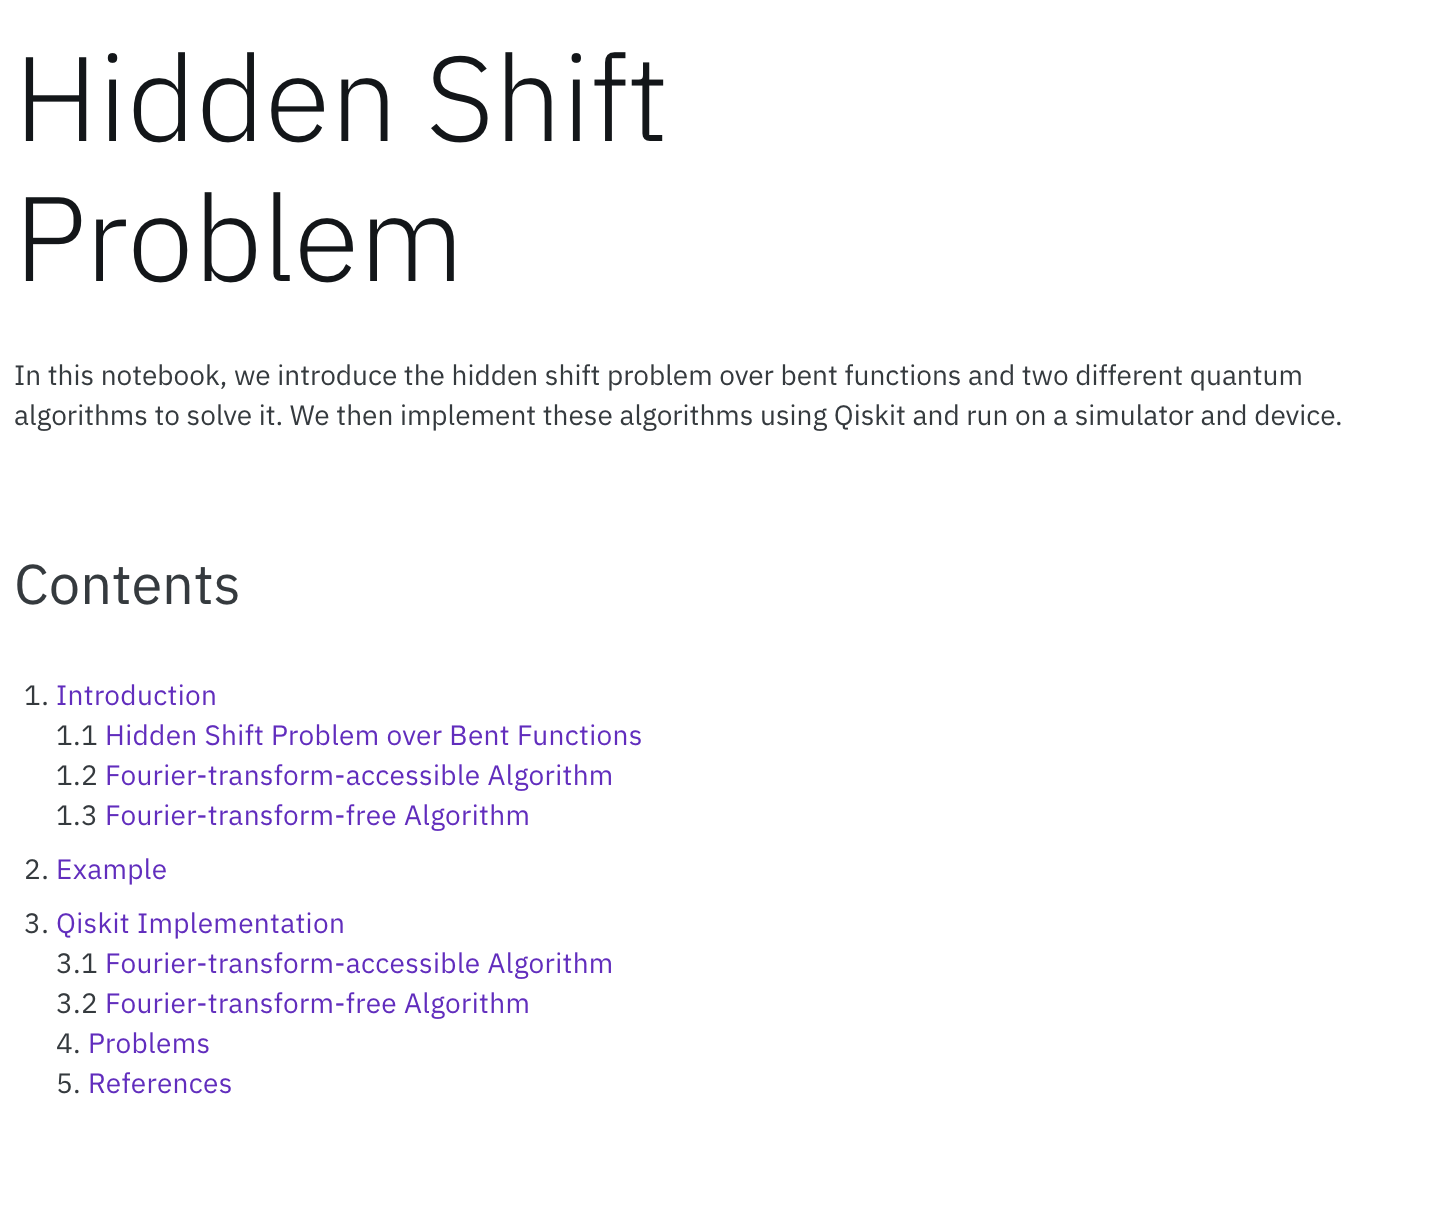 Hidden Shift
Problem
In this notebook, we introduce the hidden shift problem over bent functions and two different quantum
algorithms to solve it. We then implement these algorithms using Qiskit and run on a simulator and device.
Contents
1. Introduction
1.1 Hidden Shift Problem over Bent Functions
1.2 Fourier-transform-accessible Algorithm
1.3 Fourier-transform-free Algorithm
2. Example
3. Qiskit Implementation
3.1 Fourier-transform-accessible Algorithm
3.2 Fourier-transform-free Algorithm
4. Problems
5. References